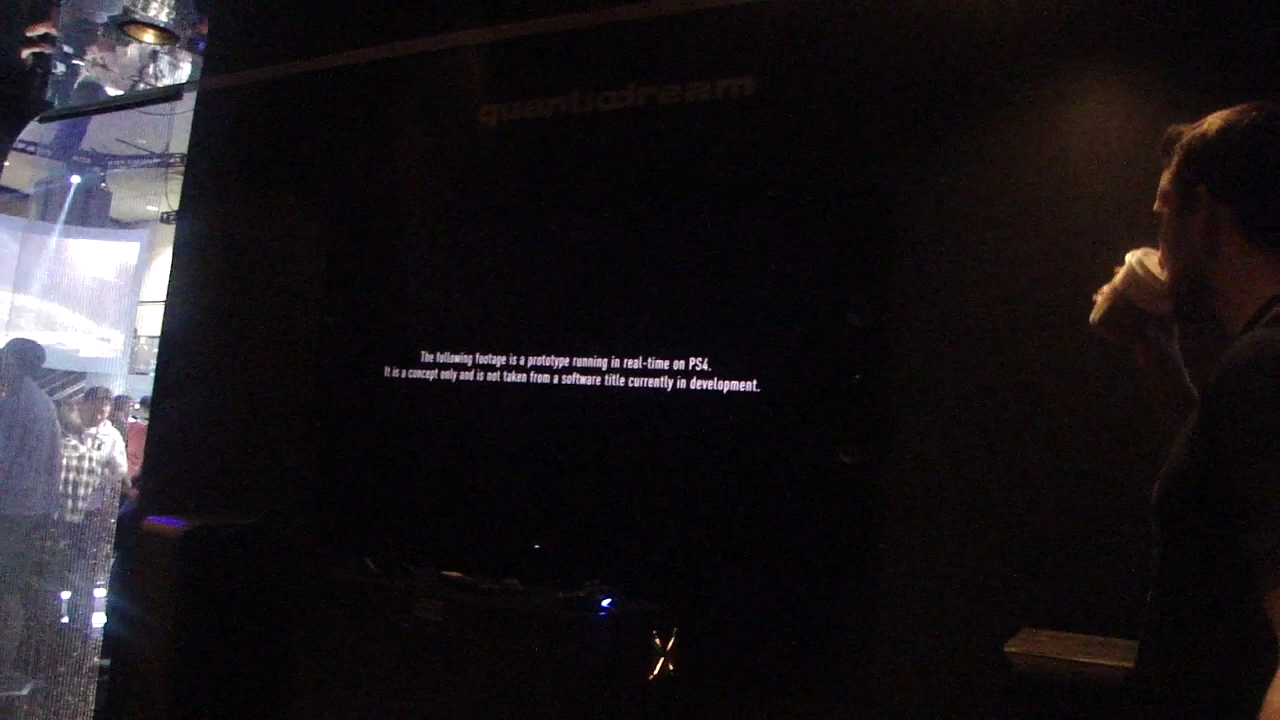 quanticdream
The following footage is a prototype running in real-time on PS4.
It is a concept only and is not taken from a software title currently in development.